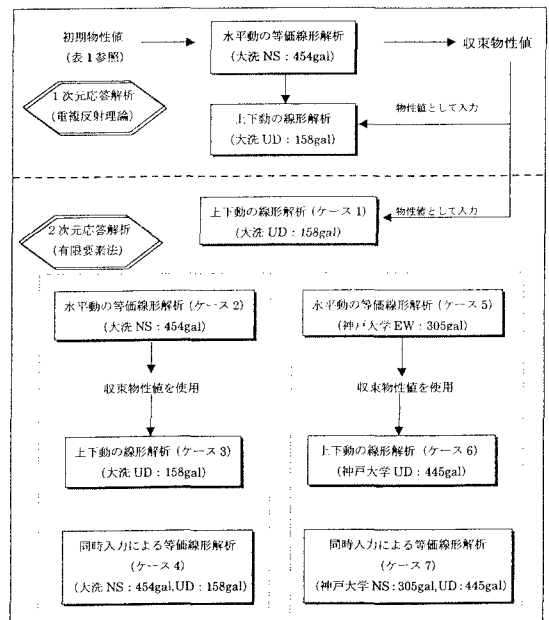 初期物性値
(表1参照)
水平動の等価線形解析
(大洗 NS:454gal)
収束物性値
1次元応答解析
(重複反射理論)
上下動の線形解析
(大洗 UD:158gal)
物性値として入力
上下動の線形解析 (ケース 1)
(大洗 UD:158gal)
物性値として入力
2次元応答解析
(有限要素法)
水平動の等価線形解析 (ケース 2)
(大洗 NS:454gal)
収束物性値を使用
上下動の線形解析 (ケース 3)
(大洗 UD:158gal)
同時入力による等価線形解析
(ケース 4)
(大洗 NS:454gal,UD:158gal)
水平動の等価線形解析 (ケース 5)
(神戸大学 EW:305gal)
収束物性値を使用
上下動の線形解析 (ケース 6)
(神戸大学 UD:445gal)
同時入力による等価線形解析
(ケース 7)
(神戸大学 NS:305gal,UD:445gal)